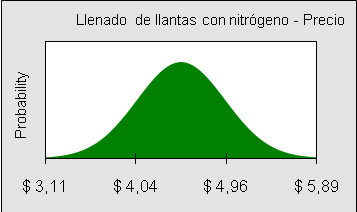 Llenado de llantas con nitrógeno - Precio
Probability
$ 3,11 $ 4,04 $ 4,96 $ 5,89